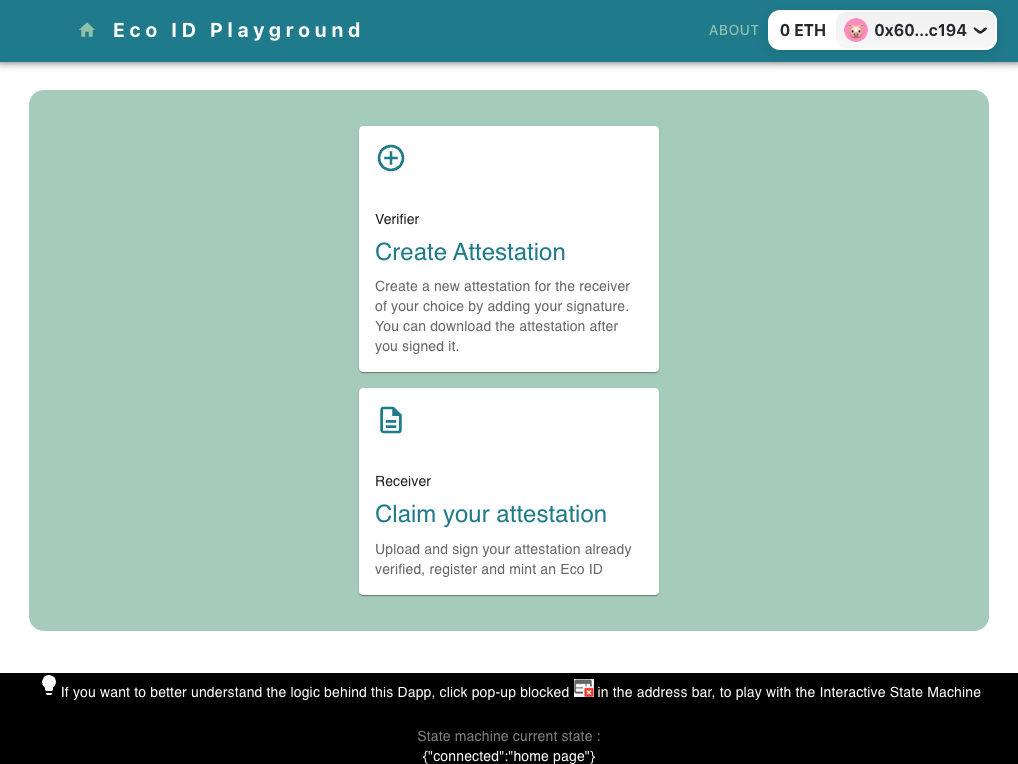 Eco ID Playground
ABOUT
0 ETH 0x60...c194
Verifier
Create Attestation
Create a new attestation for the receiver
of your choice by adding your signature.
You can download the attestation after
you signed it.
Receiver
Claim your attestation
Upload and sign your attestation already
verified, register and mint an Eco ID
If you want to better understand the logic behind this Dapp, click pop-up blocked in the address bar, to play with the Interactive State Machine
State machine current state :
{"connected":"home page"}